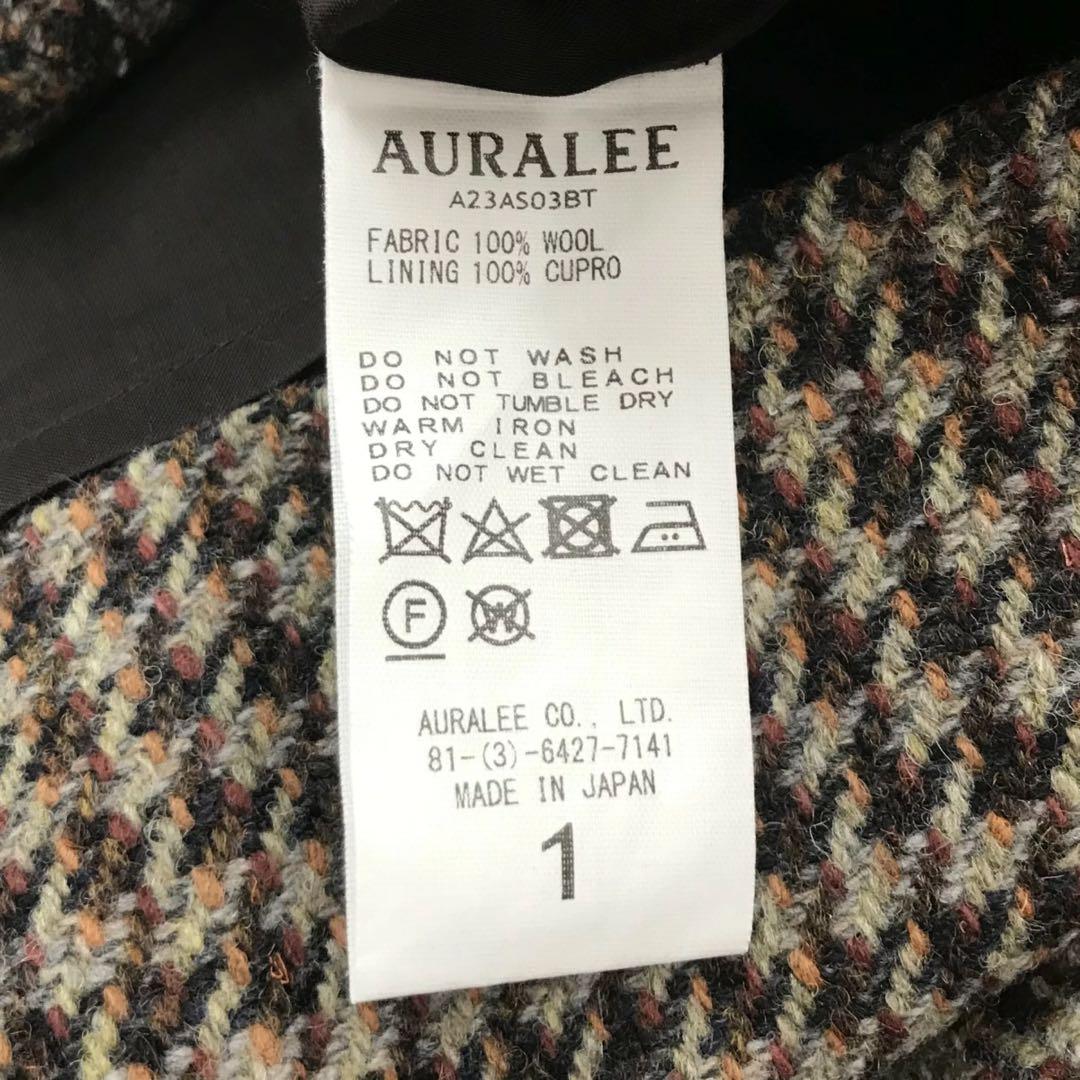 AURALEE
A23AS03BT
FABRIC 100% WOOL
LINING 100% CUPRO
DO NOT WASH
DO NOT BLEACH
DO NOT TUMBLE DRY
WARM IRON
DRY CLEAN
DO NOT WET CLEAN
F W
AURALEE CO., LTD.
81-(3)-6427-7141
MADE IN JAPAN
1